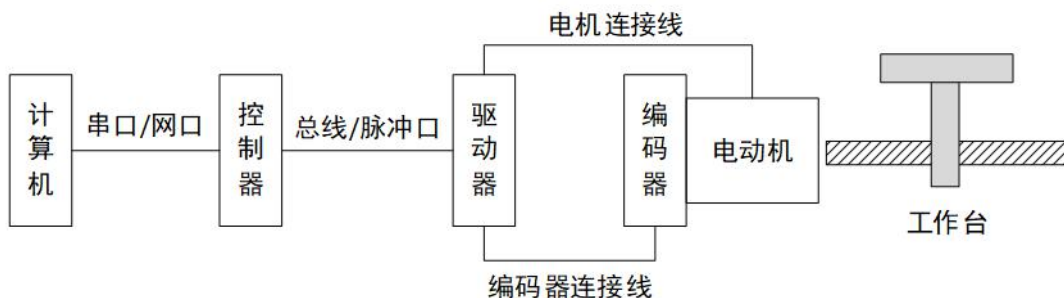 电机连接线
计算机
串口/网口
控制器
总线/脉冲口
驱动器
编码器
电动机
工作台
编码器连接线